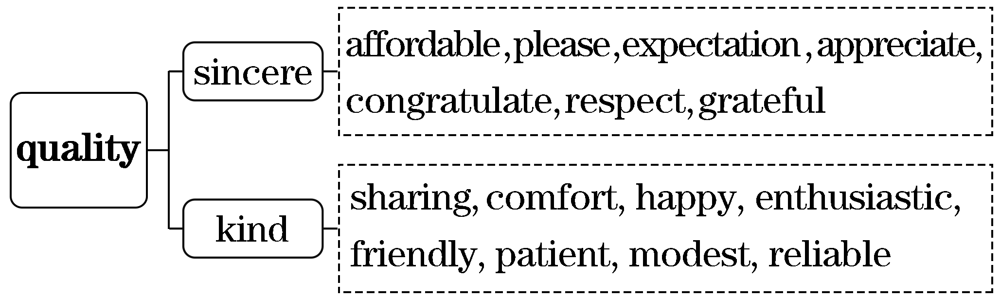 quality
sincere
affordable, please, expectation, appreciate,
congratulate, respect, grateful
kind
sharing, comfort, happy, enthusiastic,
friendly, patient, modest, reliable